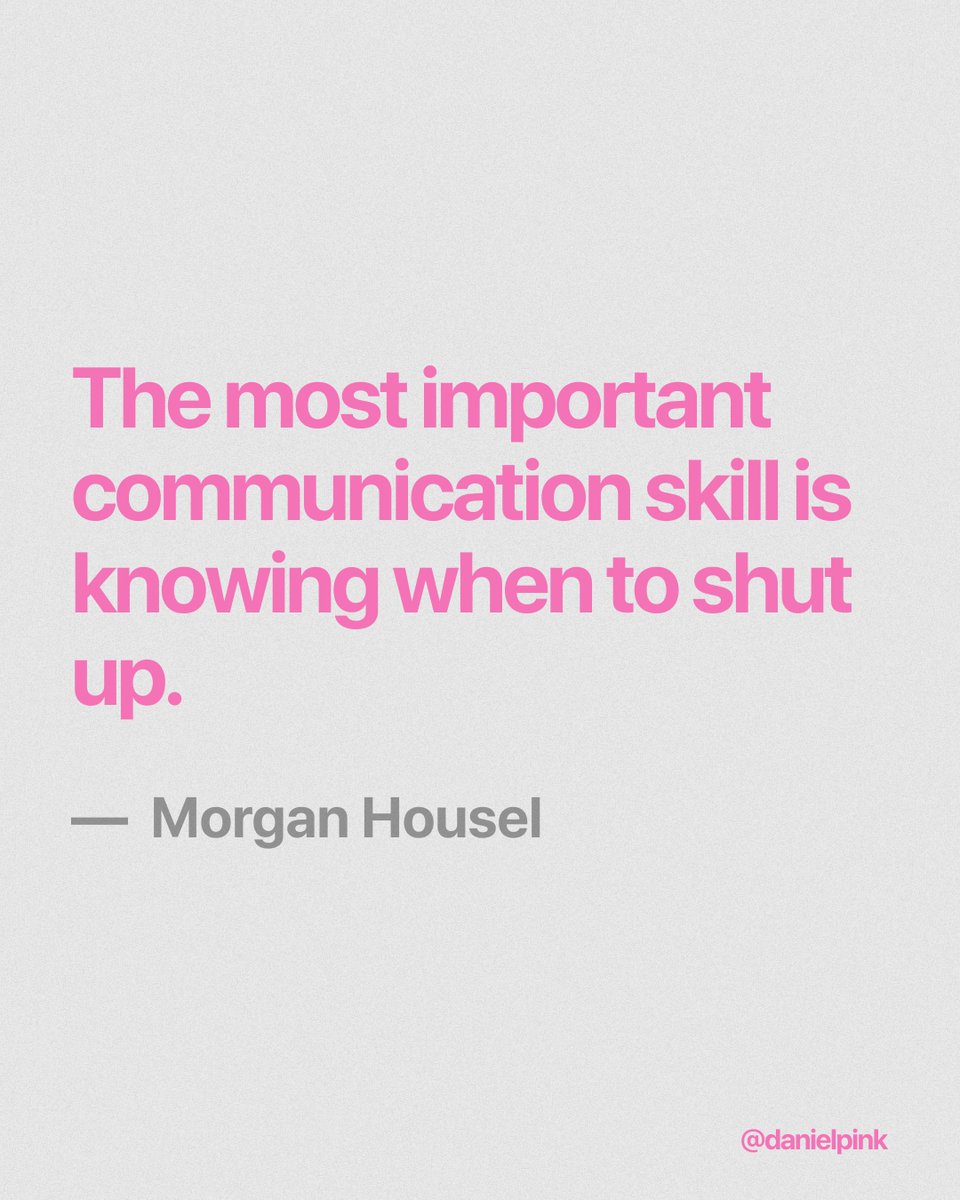 The most important
communication skill is
knowing when to shut
up.
— Morgan Housel
@danielpink